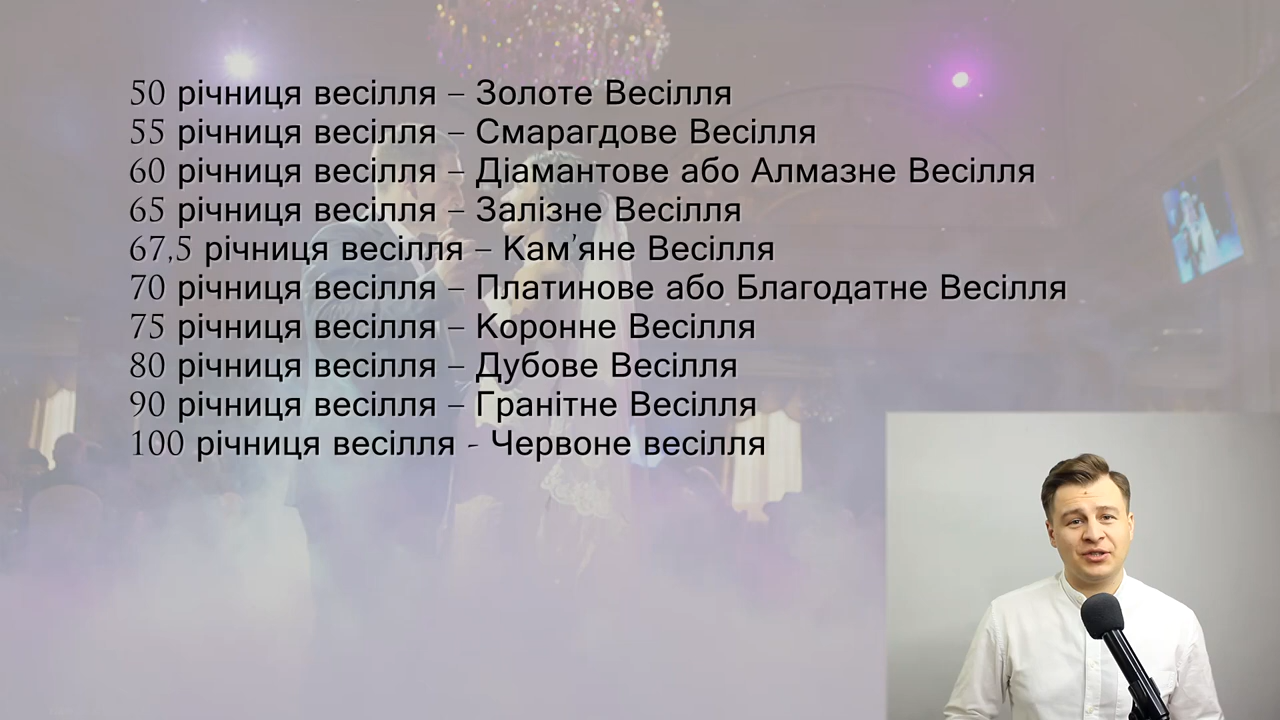 50 річниця весілля – Золоте Весілля
55 річниця весілля – Смарагдове Весілля
60 річниця весілля – Діамантове або Алмазне Весілля
65 річниця весілля – Залізне Весілля
67,5 річниця весілля – Кам’яне Весілля
70 річниця весілля – Платинове або Благодатне Весілля
75 річниця весілля – Коронне Весілля
80 річниця весілля – Дубове Весілля
90 річниця весілля – Гранітне Весілля
100 річниця весілля - Червоне весілля